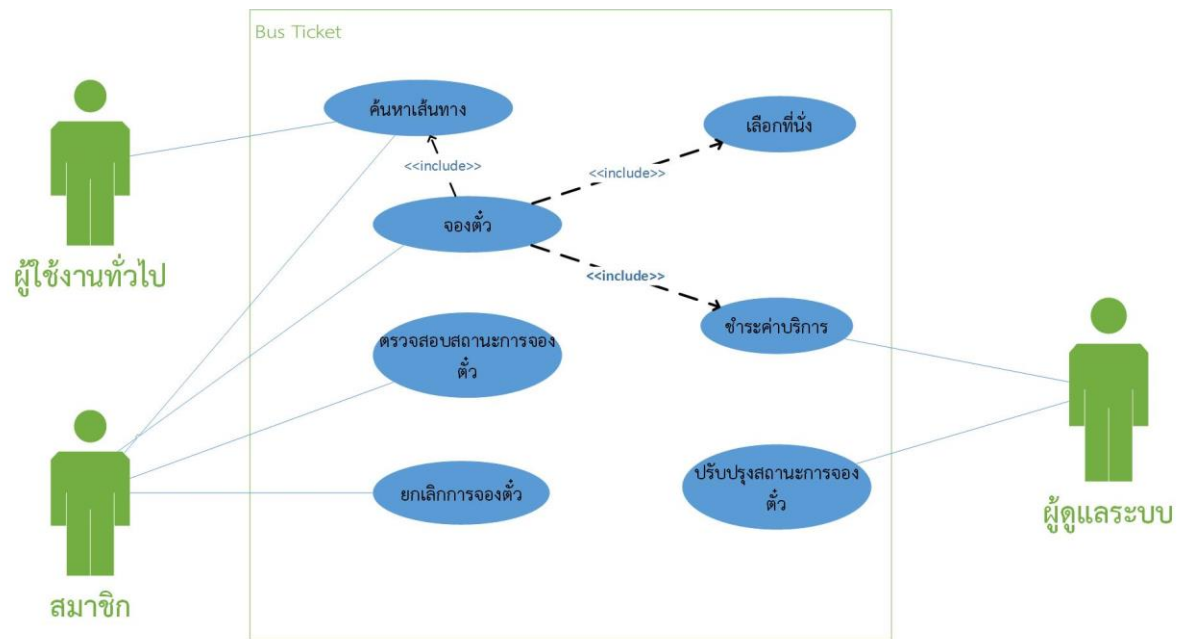 Bus Ticket
ค้นหาเส้นทาง
เลือกที่นั่ง
<<include>>
<<include>>
จองตั๋ว
ผู้ใช้งานทั่วไป
<<include>>
ชำระค่าบริการ
ตรวจสอบสถานะการจอง
ตั๋ว
ปรับปรุงสถานะการจอง
ตั๋ว
ยกเลิกการจองตั๋ว
ผู้ดูแลระบบ
สมาชิก